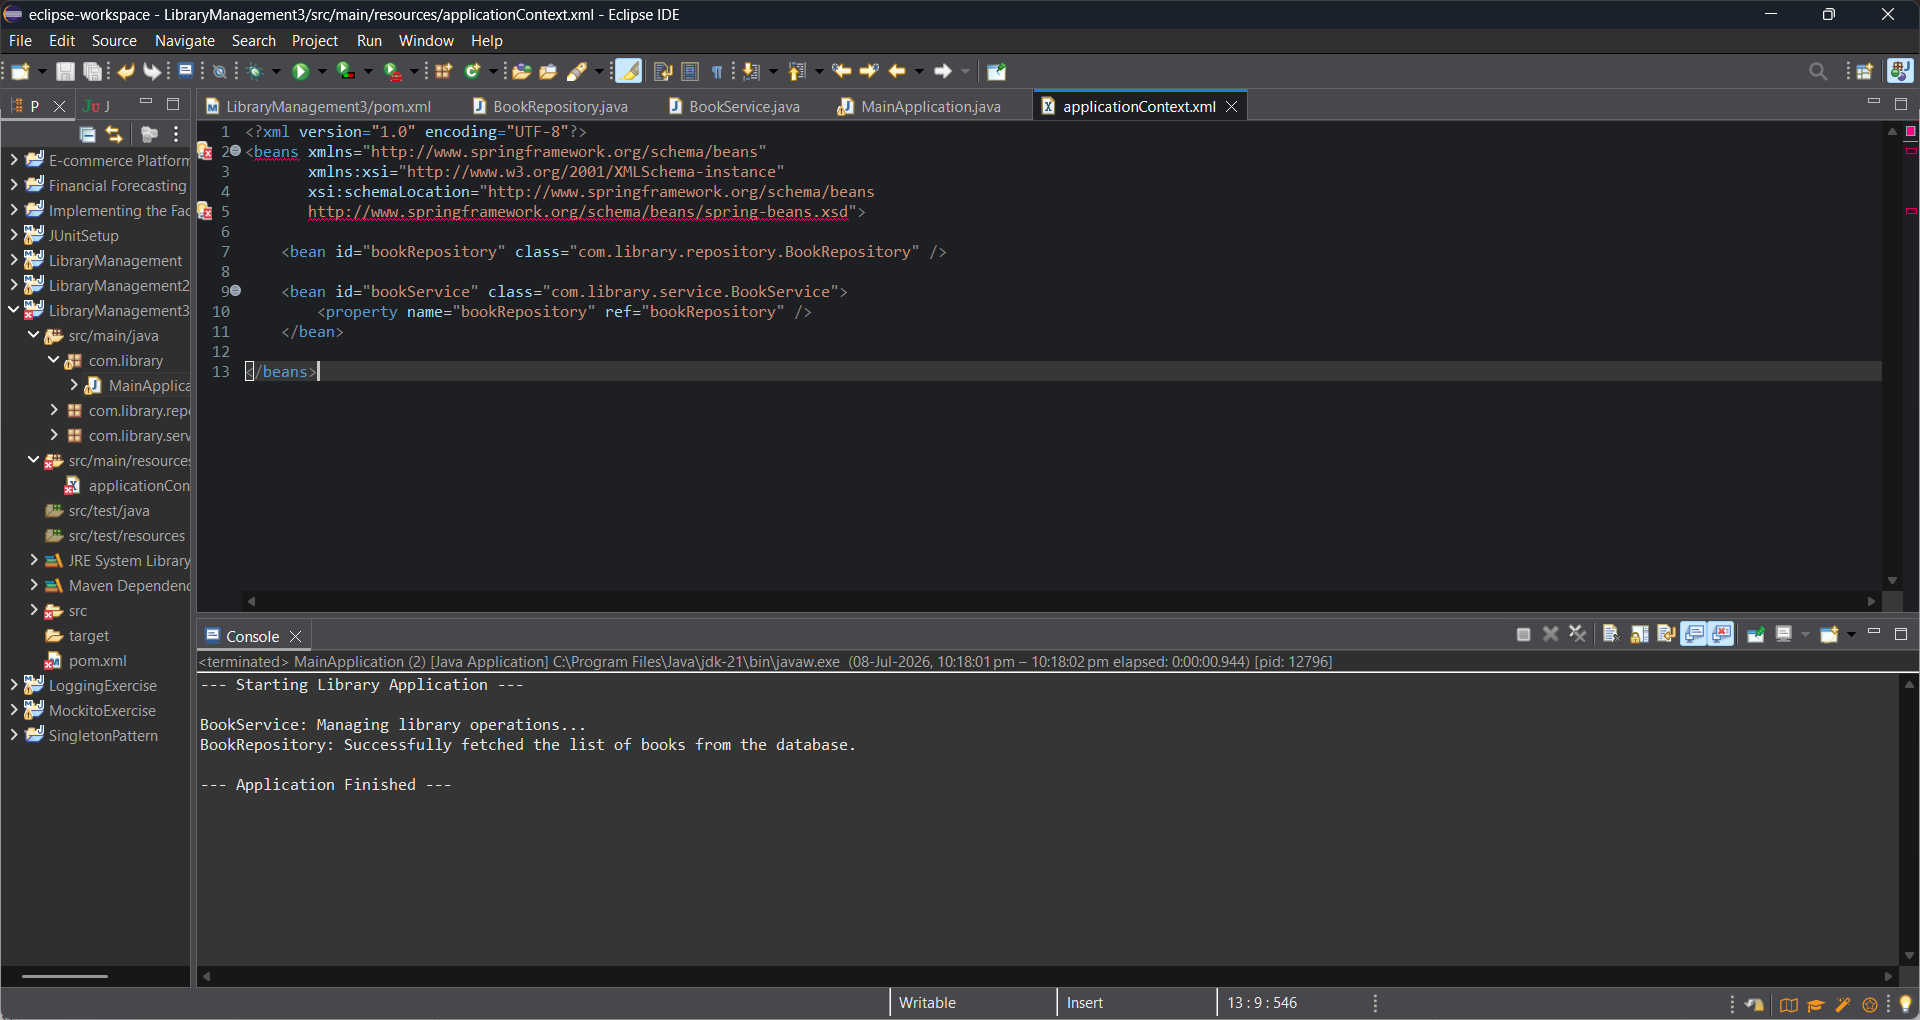 eclipse-workspace - LibraryManagement3/src/main/resources/applicationContext.xml - Eclipse IDE
File Edit Source Navigate Search Project Run Window Help
P Ju J
LibraryManagement3/pom.xml BookRepository.java BookService.java MainApplication.java applicationContext.xml
E-commerce Platform
Financial Forecasting
Implementing the Fac
JUnitSetup
LibraryManagement
LibraryManagement2
LibraryManagement3
src/main/java
com.library
MainApplica
com.library.repo
com.library.serv
src/main/resources
applicationCon
src/test/java
src/test/resources
JRE System Library
Maven Dependenc
src
target
pom.xml
LoggingExercise
MockitoExercise
SingletonPattern
1 <?xml version="1.0" encoding="UTF-8"?>
2 <beans xmlns="http://www.springframework.org/schema/beans"
3 xmlns:xsi="http://www.w3.org/2001/XMLSchema-instance"
4 xsi:schemaLocation="http://www.springframework.org/schema/beans
5 http://www.springframework.org/schema/beans/spring-beans.xsd">
6
7 <bean id="bookRepository" class="com.library.repository.BookRepository" />
8
9 <bean id="bookService" class="com.library.service.BookService">
10 <property name="bookRepository" ref="bookRepository" />
11 </bean>
12
13 </beans>
Console
<terminated> MainApplication (2) [Java Application] C:\Program Files\Java\jdk-21\bin\javaw.exe (08-Jul-2026, 10:18:01 pm – 10:18:02 pm elapsed: 0:00:00.944) [pid: 12796]
--- Starting Library Application ---
BookService: Managing library operations...
BookRepository: Successfully fetched the list of books from the database.
--- Application Finished ---
Writable Insert 13 : 9 : 546